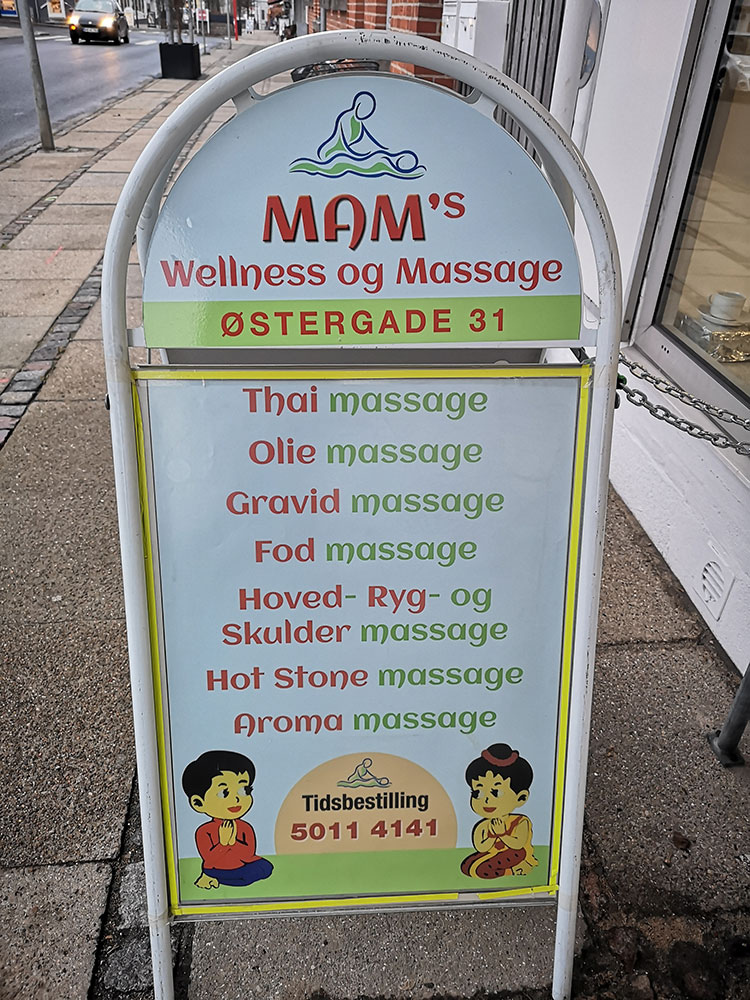 MAM's
Wellness og Massage
ØSTERGADE 31
Thai massage
Olie massage
Gravid massage
Fod massage
Hoved- Ryg- og
Skulder massage
Hot Stone massage
Aroma massage
Tidsbestilling
5011 4141